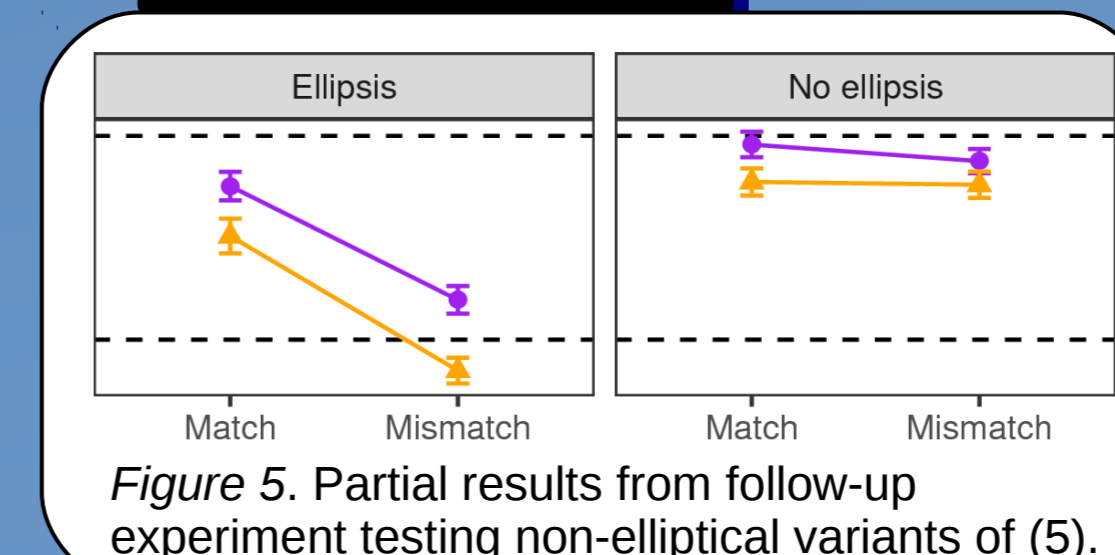 Ellipsis No ellipsis
Match Mismatch Match Mismatch
Figure 5. Partial results from follow-up
experiment testing non-elliptical variants of (5).